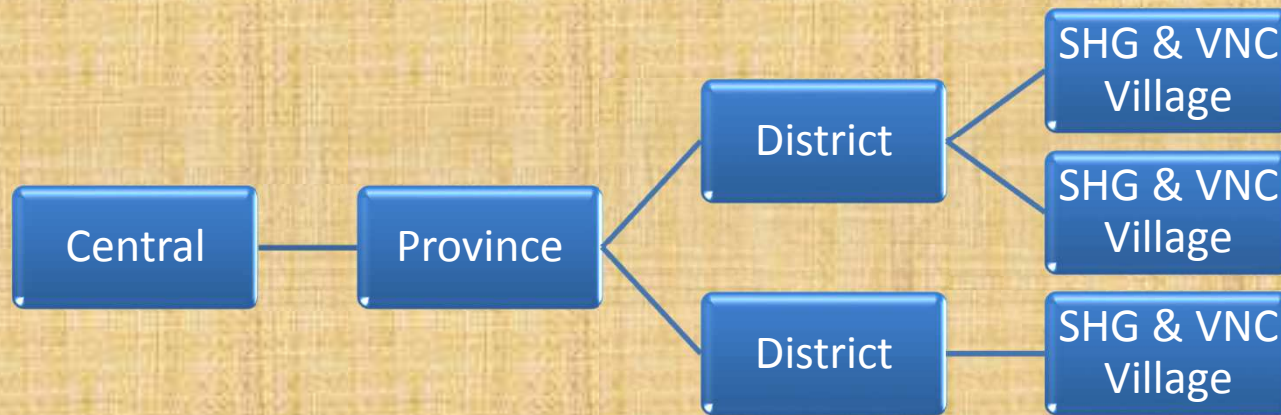 Central
Province
District
District
SHG & VNC
Village
SHG & VNC
Village
SHG & VNC
Village